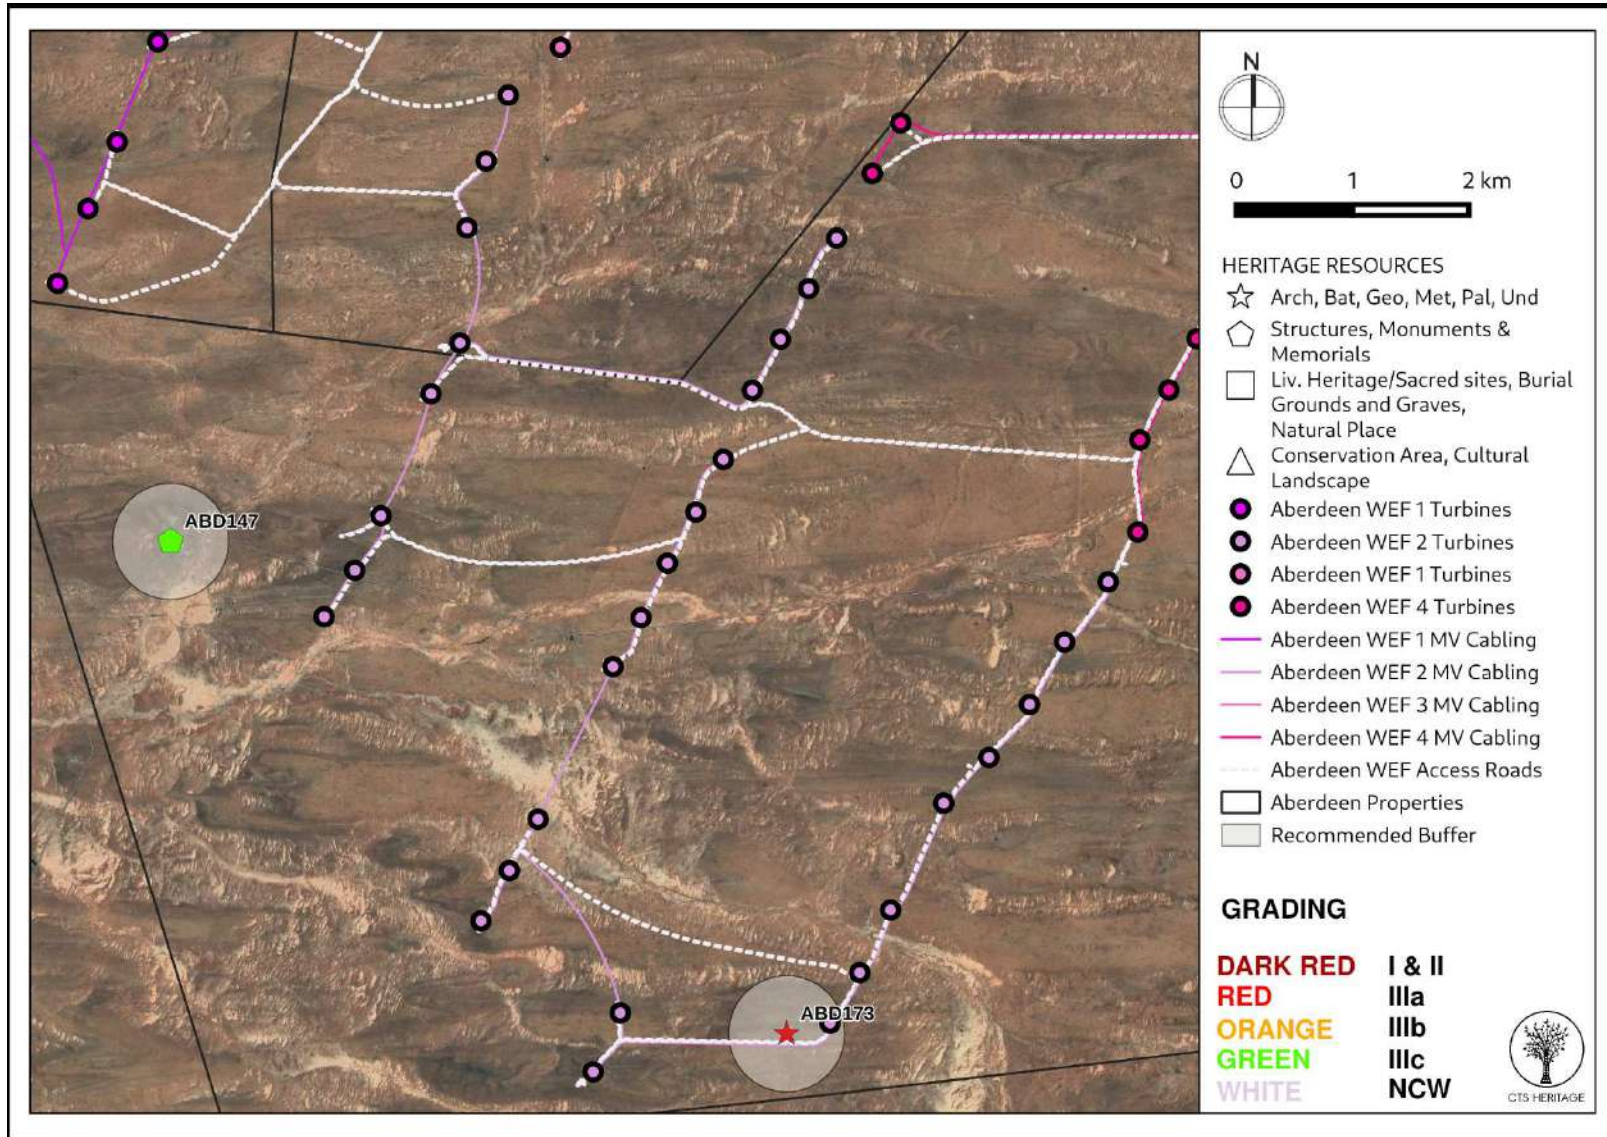 ABD147
ABD173
N
0 1 2 km
HERITAGE RESOURCES
Arch, Bat, Geo, Met, Pal, Und
Structures, Monuments &
Memorials
Liv. Heritage/Sacred sites, Burial
Grounds and Graves,
Natural Place
Conservation Area, Cultural
Landscape
Aberdeen WEF 1 Turbines
Aberdeen WEF 2 Turbines
Aberdeen WEF 1 Turbines
Aberdeen WEF 4 Turbines
Aberdeen WEF 1 MV Cabling
Aberdeen WEF 2 MV Cabling
Aberdeen WEF 3 MV Cabling
Aberdeen WEF 4 MV Cabling
Aberdeen WEF Access Roads
Aberdeen Properties
Recommended Buffer
GRADING
DARK RED I & II
RED IIIa
ORANGE IIIb
GREEN IIIc
WHITE NCW
CTS HERITAGE